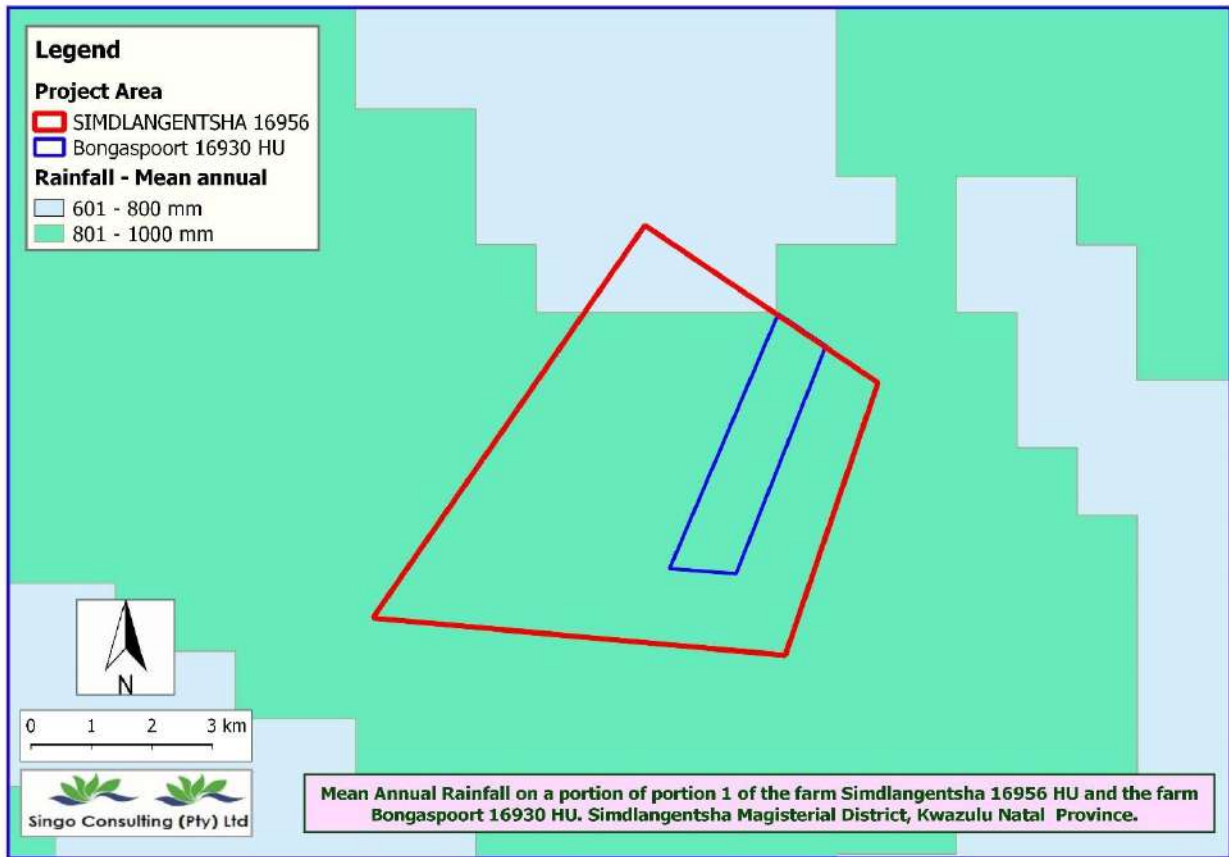 Legend
Project Area
SIMDLANGENTSHA 16956
Bongaspoort 16930 HU
Rainfall - Mean annual
601 - 800 mm
801 - 1000 mm
N
0 1 2 3 km
Singo Consulting (Pty) Ltd
Mean Annual Rainfall on a portion of portion 1 of the farm Simdlangentsha 16956 HU and the farm
Bongaspoort 16930 HU. Simdlangentsha Magisterial District, Kwazulu Natal Province.